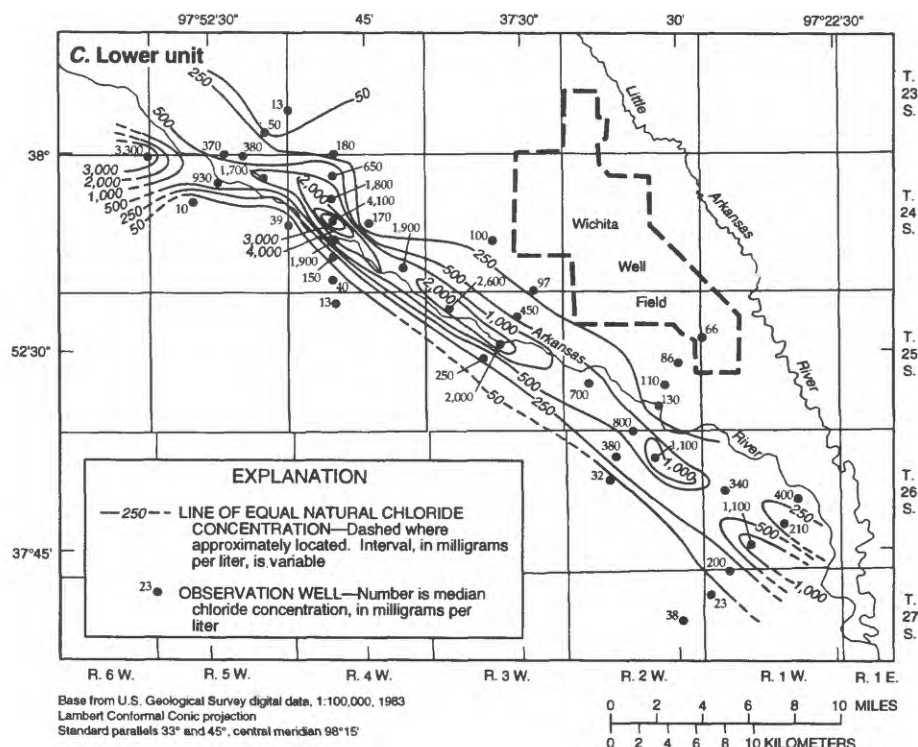 97°52'30"
45'
37'30"
30'
97°22'30"
C. Lower unit
T.
23
S.
T.
24
S.
T.
25
S.
T.
26
S.
T.
27
S.
38°
52'30"
37°45'
250
50
13
50
Little
500
370
380
180
3,300
3,000
2,000
1,000
500
250
50
930
10
1,700
650
2,000
1,800
4,100
170
39
3,000
4,000
1,900
150
40
13
1,900
100
500
250
97
2,000
2,600
1,000
450
Arkansas
250
2,000
500
250
50
Wichita
Well
Field
Arkansas
River
66
86
110
130
700
River
800
380
32
1,100
1,000
340
400
250
210
1,100
500
200
1,000
23
38
EXPLANATION
—250– – LINE OF EQUAL NATURAL CHLORIDE
CONCENTRATION—Dashed where
approximately located. Interval, in milligrams
per liter, is variable
23
OBSERVATION WELL—Number is median
chloride concentration, in milligrams per
liter
R. 6 W.
R. 5 W.
R. 4 W.
R. 3 W.
R. 2 W.
R. 1 W.
R. 1 E.
Base from U.S. Geological Survey digital data, 1:100,000, 1983
Lambert Conformal Conic projection
Standard parallels 33° and 45°, central meridian 98°15'
0 2 4 6 8 10 MILES
0 2 4 6 8 10 KILOMETERS